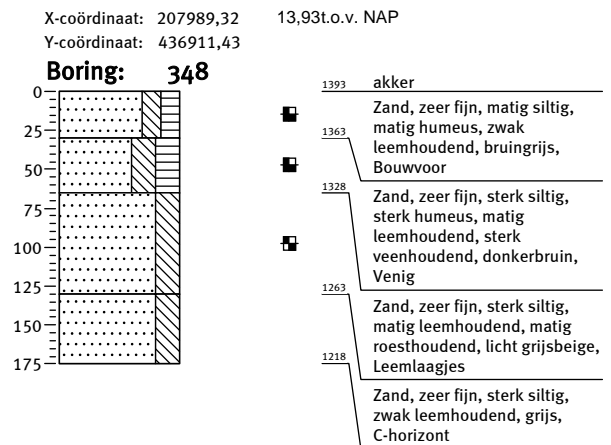 X-coördinaat: 207989,32 13,93t.o.v. NAP
Y-coördinaat: 436911,43
Boring: 348
0
25
50
75
100
125
150
175
1393 akker
Zand, zeer fijn, matig siltig,
matig humeus, zwak
leemhoudend, bruingrijs,
Bouwvoor
1363
Zand, zeer fijn, sterk siltig,
sterk humeus, matig
leemhoudend, sterk
veenhoudend, donkerbruin,
Venig
1328
Zand, zeer fijn, sterk siltig,
matig leemhoudend, matig
roesthoudend, licht grijsbeige,
Leemlaagjes
1263
Zand, zeer fijn, sterk siltig,
zwak leemhoudend, grijs,
C-horizont
1218